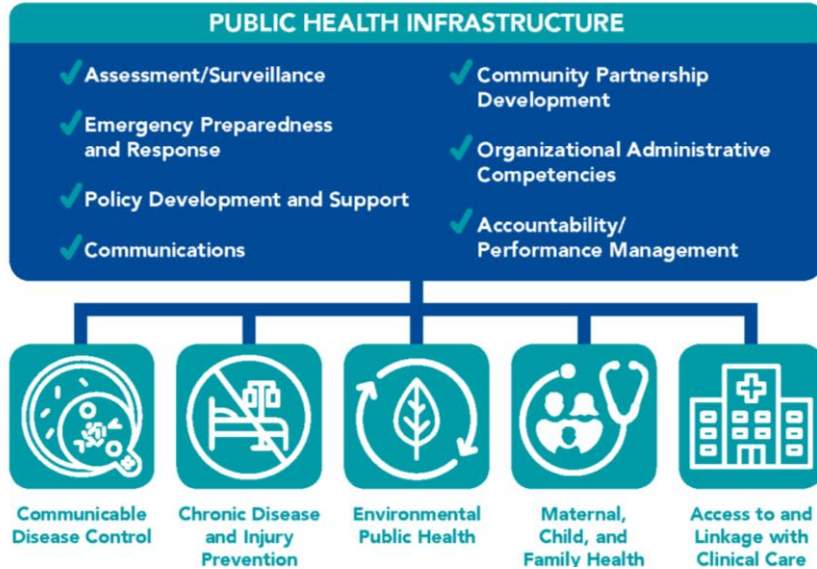 PUBLIC HEALTH INFRASTRUCTURE
Assessment/Surveillance
Emergency Preparedness
and Response
Policy Development and Support
Communications
Community Partnership
Development
Organizational Administrative
Competencies
Accountability/
Performance Management
Communicable
Disease Control
Chronic Disease
and Injury
Prevention
Environmental
Public Health
Maternal,
Child, and
Family Health
Access to and
Linkage with
Clinical Care